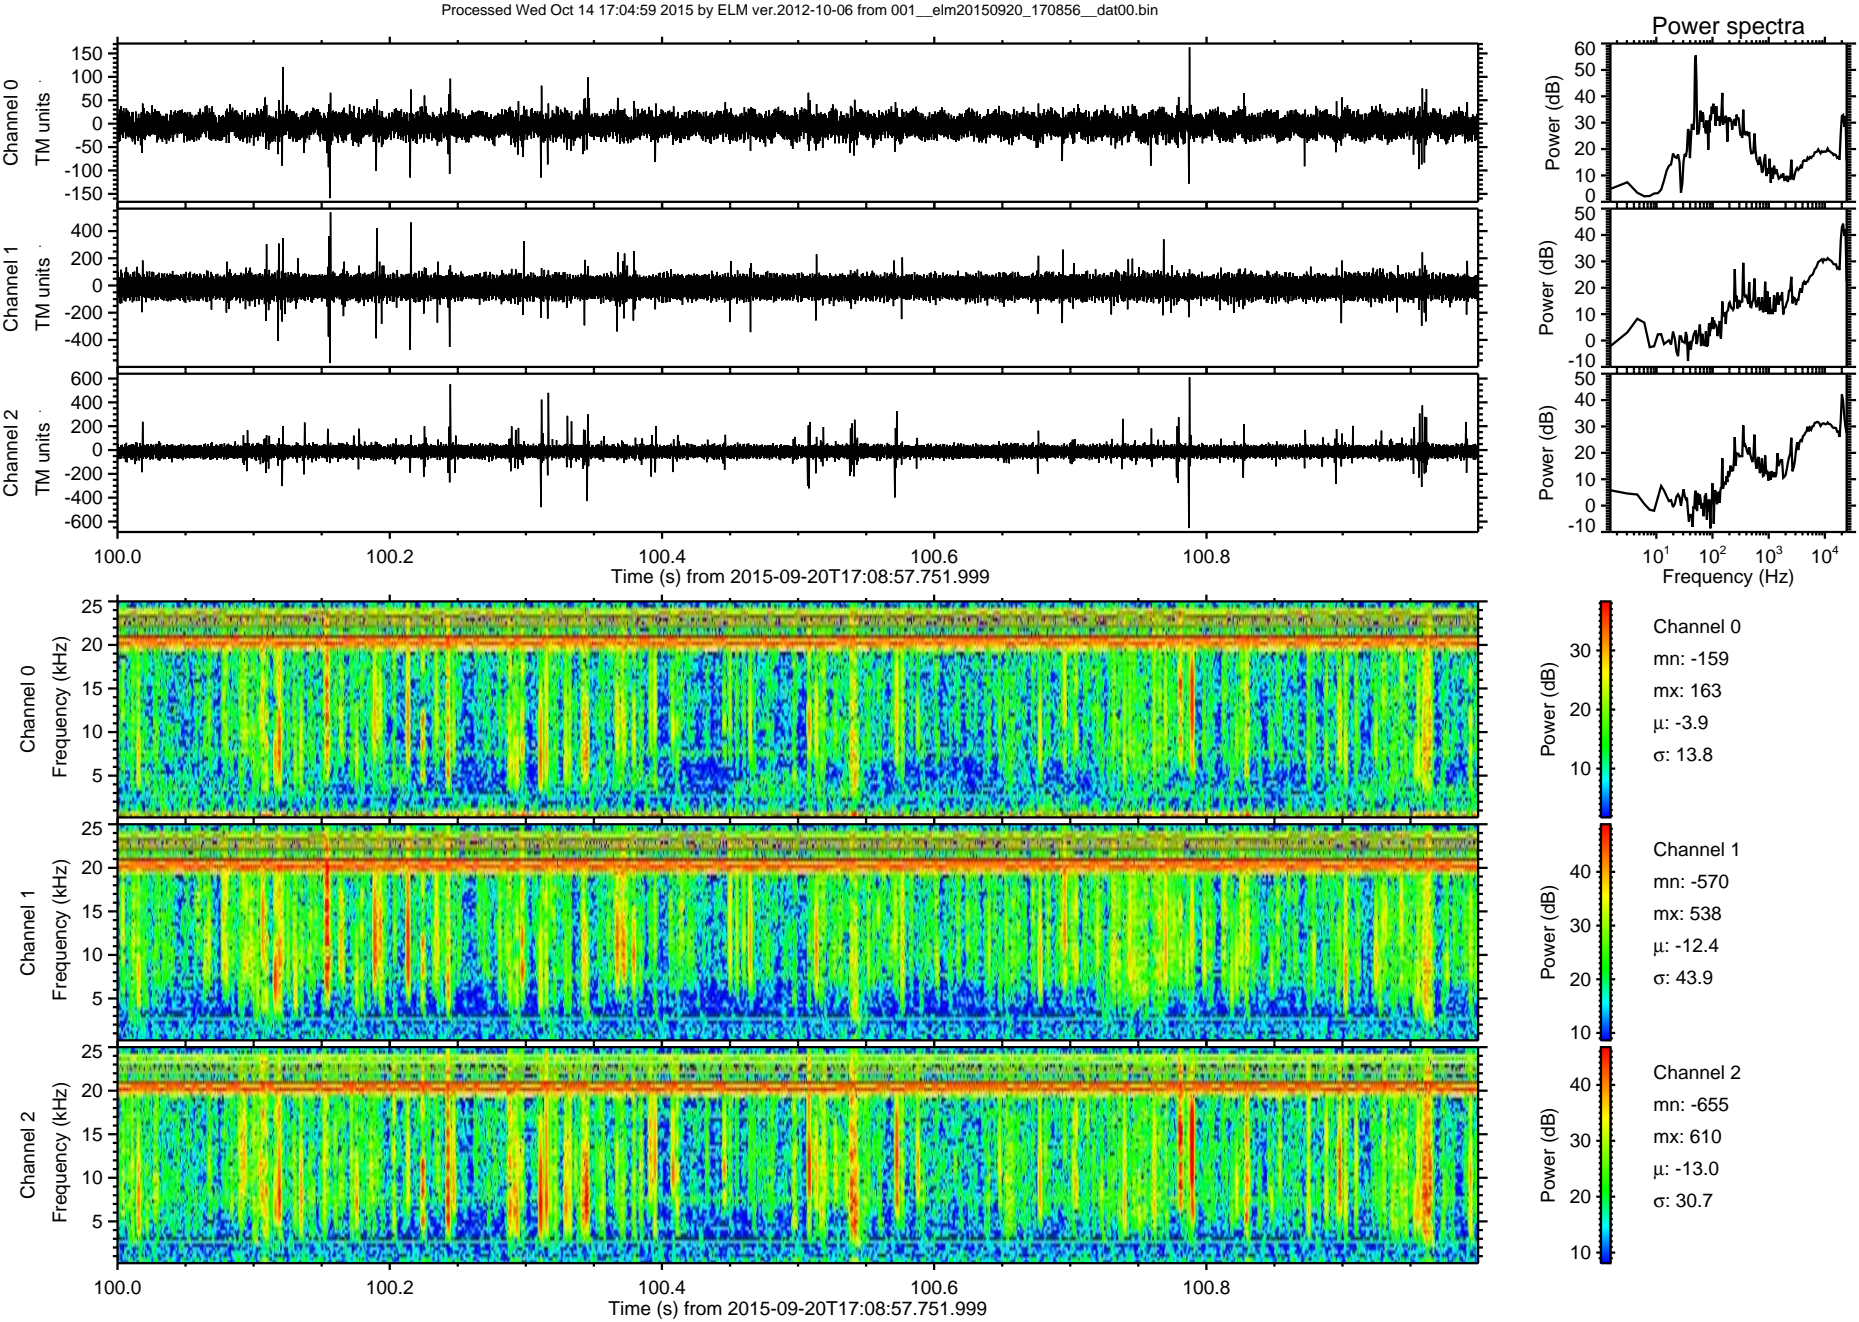 Processed Wed Oct 14 17:04:59 2015 by ELM ver.2012-10-06 from 001__elm20150920_170856__dat00.bin
Power spectra
Channel 0
TM units
150
100
50
0
-50
-100
-150
Power (dB)
60
50
40
30
20
10
0
Channel 1
TM units
400
200
0
-200
-400
Power (dB)
50
40
30
20
10
0
-10
Channel 2
TM units
600
400
200
0
-200
-400
-600
Power (dB)
50
40
30
20
10
0
-10
100.0 100.2 100.4 100.6 100.8
Time (s) from 2015-09-20T17:08:57.751.999
10¹ 10² 10³ 10⁴
Frequency (Hz)
Channel 0
Frequency (kHz)
25
20
15
10
5
Power (dB)
30
20
10
Channel 0
mn: -159
mx: 163
μ: -3.9
σ: 13.8
Channel 1
Frequency (kHz)
25
20
15
10
5
Power (dB)
40
30
20
10
Channel 1
mn: -570
mx: 538
μ: -12.4
σ: 43.9
Channel 2
Frequency (kHz)
25
20
15
10
5
Power (dB)
40
30
20
10
Channel 2
mn: -655
mx: 610
μ: -13.0
σ: 30.7
100.0 100.2 100.4 100.6 100.8
Time (s) from 2015-09-20T17:08:57.751.999